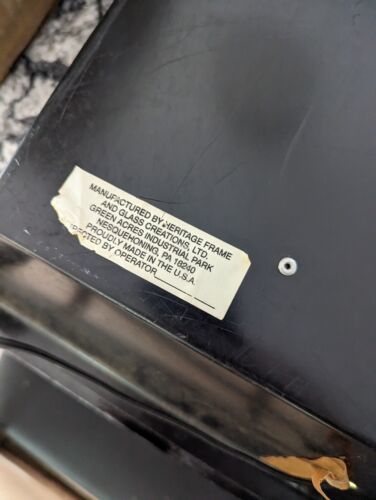 MANUFACTURED BY HERITAGE FRAME
AND GLASS CREATIONS, LTD.
GREEN ACRES INDUSTRIAL PARK
NESQUEHONING, PA 18240
PROUDLY MADE IN THE U.S.A.
PECTED BY OPERATOR